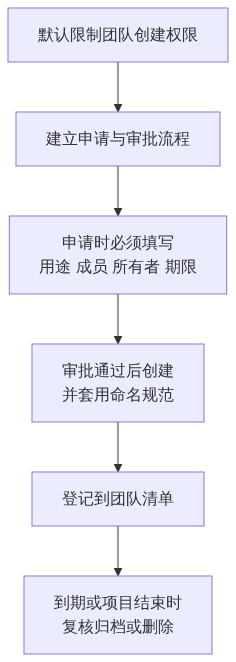 默认限制团队创建权限
建立申请与审批流程
申请时必须填写
用途 成员 所有者 期限
审批通过后创建
并套用命名规范
登记到团队清单
到期或项目结束时
复核归档或删除